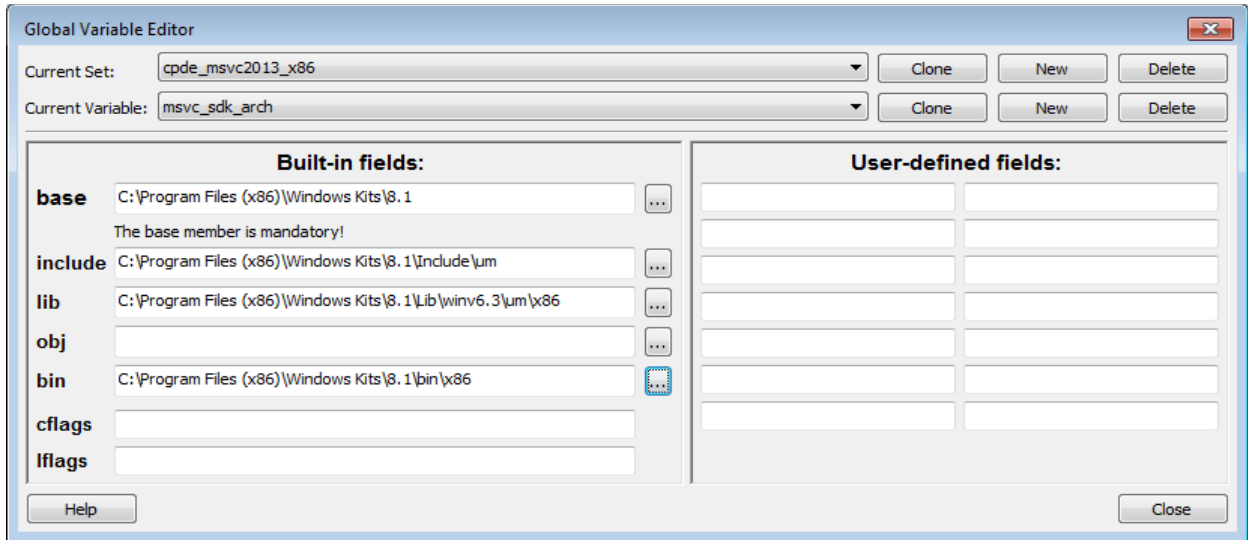 Global Variable Editor
Current Set: cpde_msvc2013_x86 Clone New Delete
Current Variable: msvc_sdk_arch Clone New Delete
Built-in fields:
base C:\Program Files (x86)\Windows Kits\8.1 ...
The base member is mandatory!
include C:\Program Files (x86)\Windows Kits\8.1\Include\um ...
lib C:\Program Files (x86)\Windows Kits\8.1\Lib\winv6.3\um\x86 ...
obj ...
bin C:\Program Files (x86)\Windows Kits\8.1\bin\x86 ...
cflags
lflags
User-defined fields:
Help Close